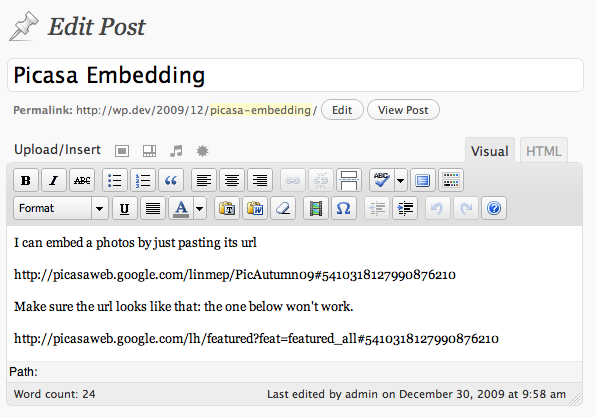 Edit Post
Picasa Embedding
Permalink: http://wp.dev/2009/12/picasa-embedding/ Edit View Post
Upload/Insert Visual HTML
B I ABC ABC
Format U A T W Ω ?
I can embed a photos by just pasting its url
http://picasaweb.google.com/linmep/PicAutumn09#5410318127990876210
Make sure the url looks like that: the one below won't work.
http://picasaweb.google.com/lh/featured?feat=featured_all#5410318127990876210
Path:
Word count: 24 Last edited by admin on December 30, 2009 at 9:58 am